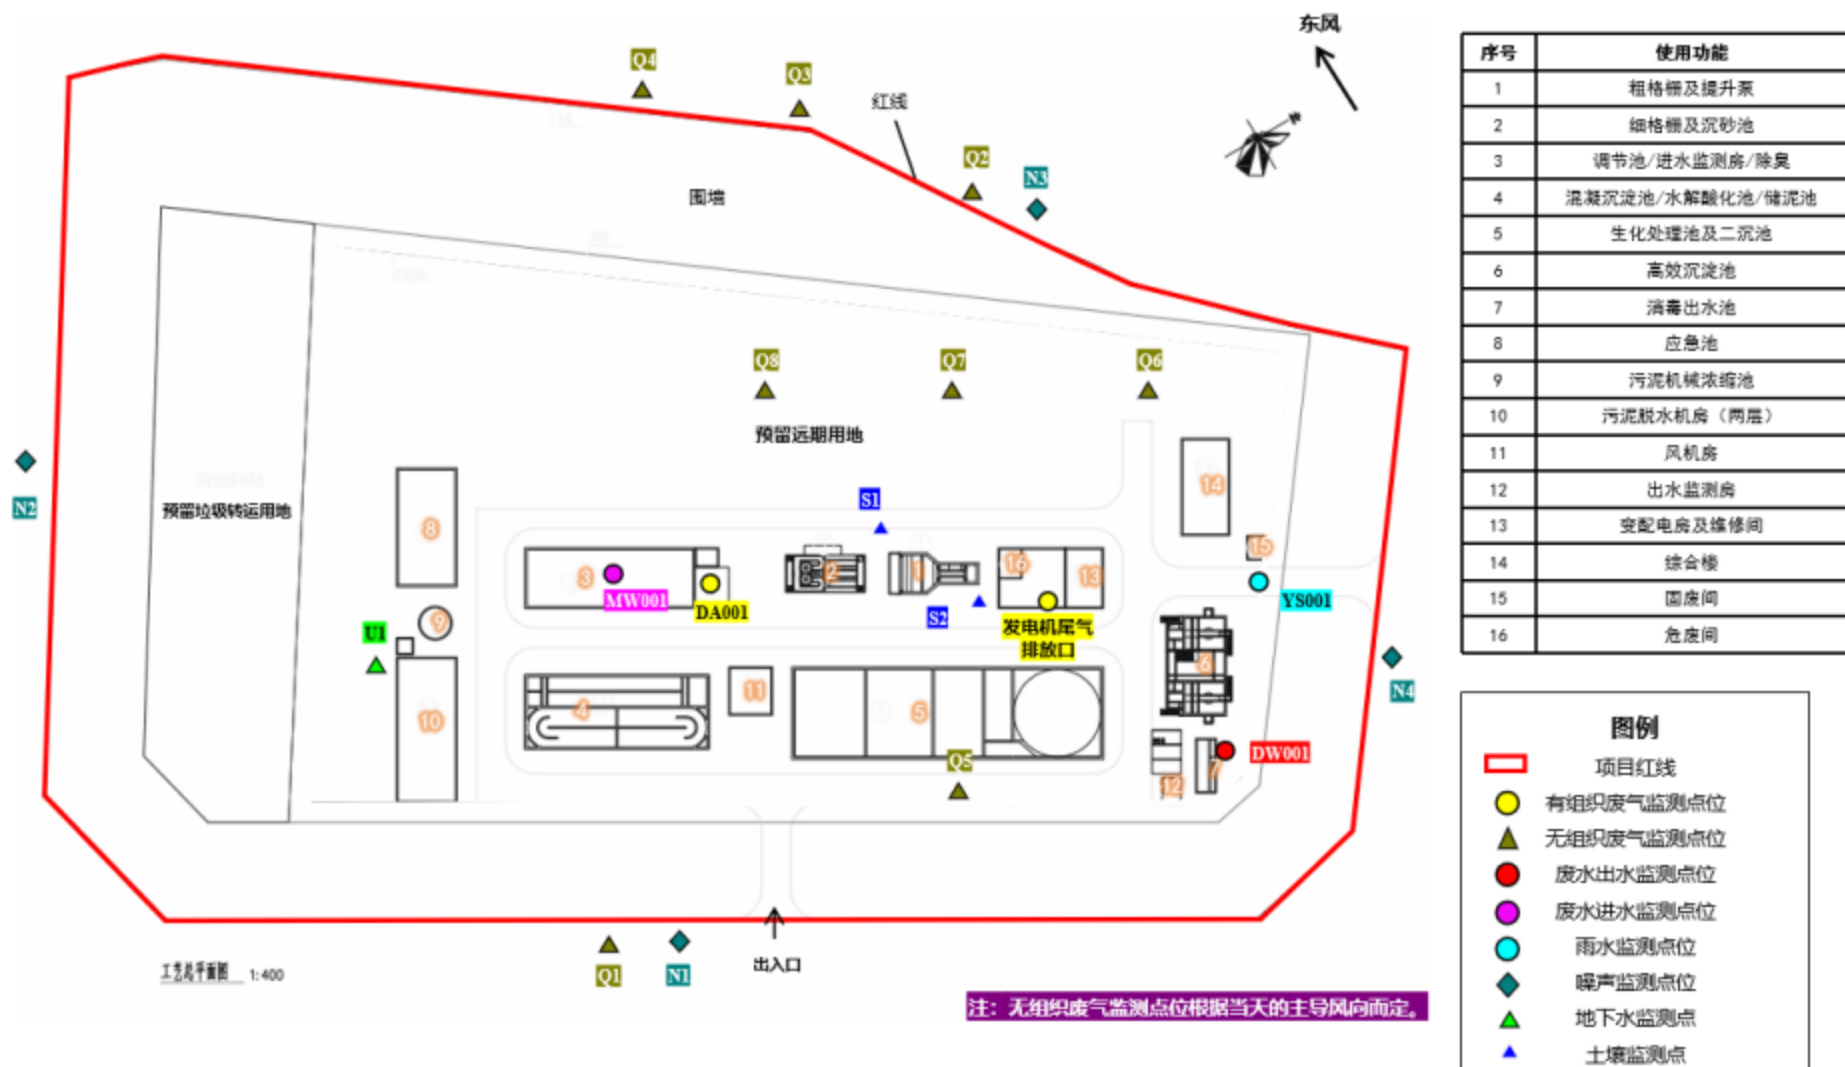 东风
Q4
Q3
红线
Q2
N3
围墙
Q8
Q7
Q6
预留远期用地
14
S1
N2
预留垃圾转运用地
8
15
3
MW001
DA001
2
1
16
13
YS001
S2
发电机尾气
排放口
9
U1
6
N4
10
4
11
5
Q5
DW001
7
12
Q1
N1
出入口
工艺总平面图 1:400
注：无组织废气监测点位根据当天的主导风向而定。
序号 使用功能
1 粗格栅及提升泵
2 细格栅及沉砂池
3 调节池/进水监测房/除臭
4 混凝沉淀池/水解酸化池/储泥池
5 生化处理池及二沉池
6 高效沉淀池
7 消毒出水池
8 应急池
9 污泥机械浓缩池
10 污泥脱水机房（两层）
11 风机房
12 出水监测房
13 变配电房及维修间
14 综合楼
15 固废间
16 危废间
图例
项目红线
有组织废气监测点位
无组织废气监测点位
废水出水监测点位
废水进水监测点位
雨水监测点位
噪声监测点位
地下水监测点
土壤监测点